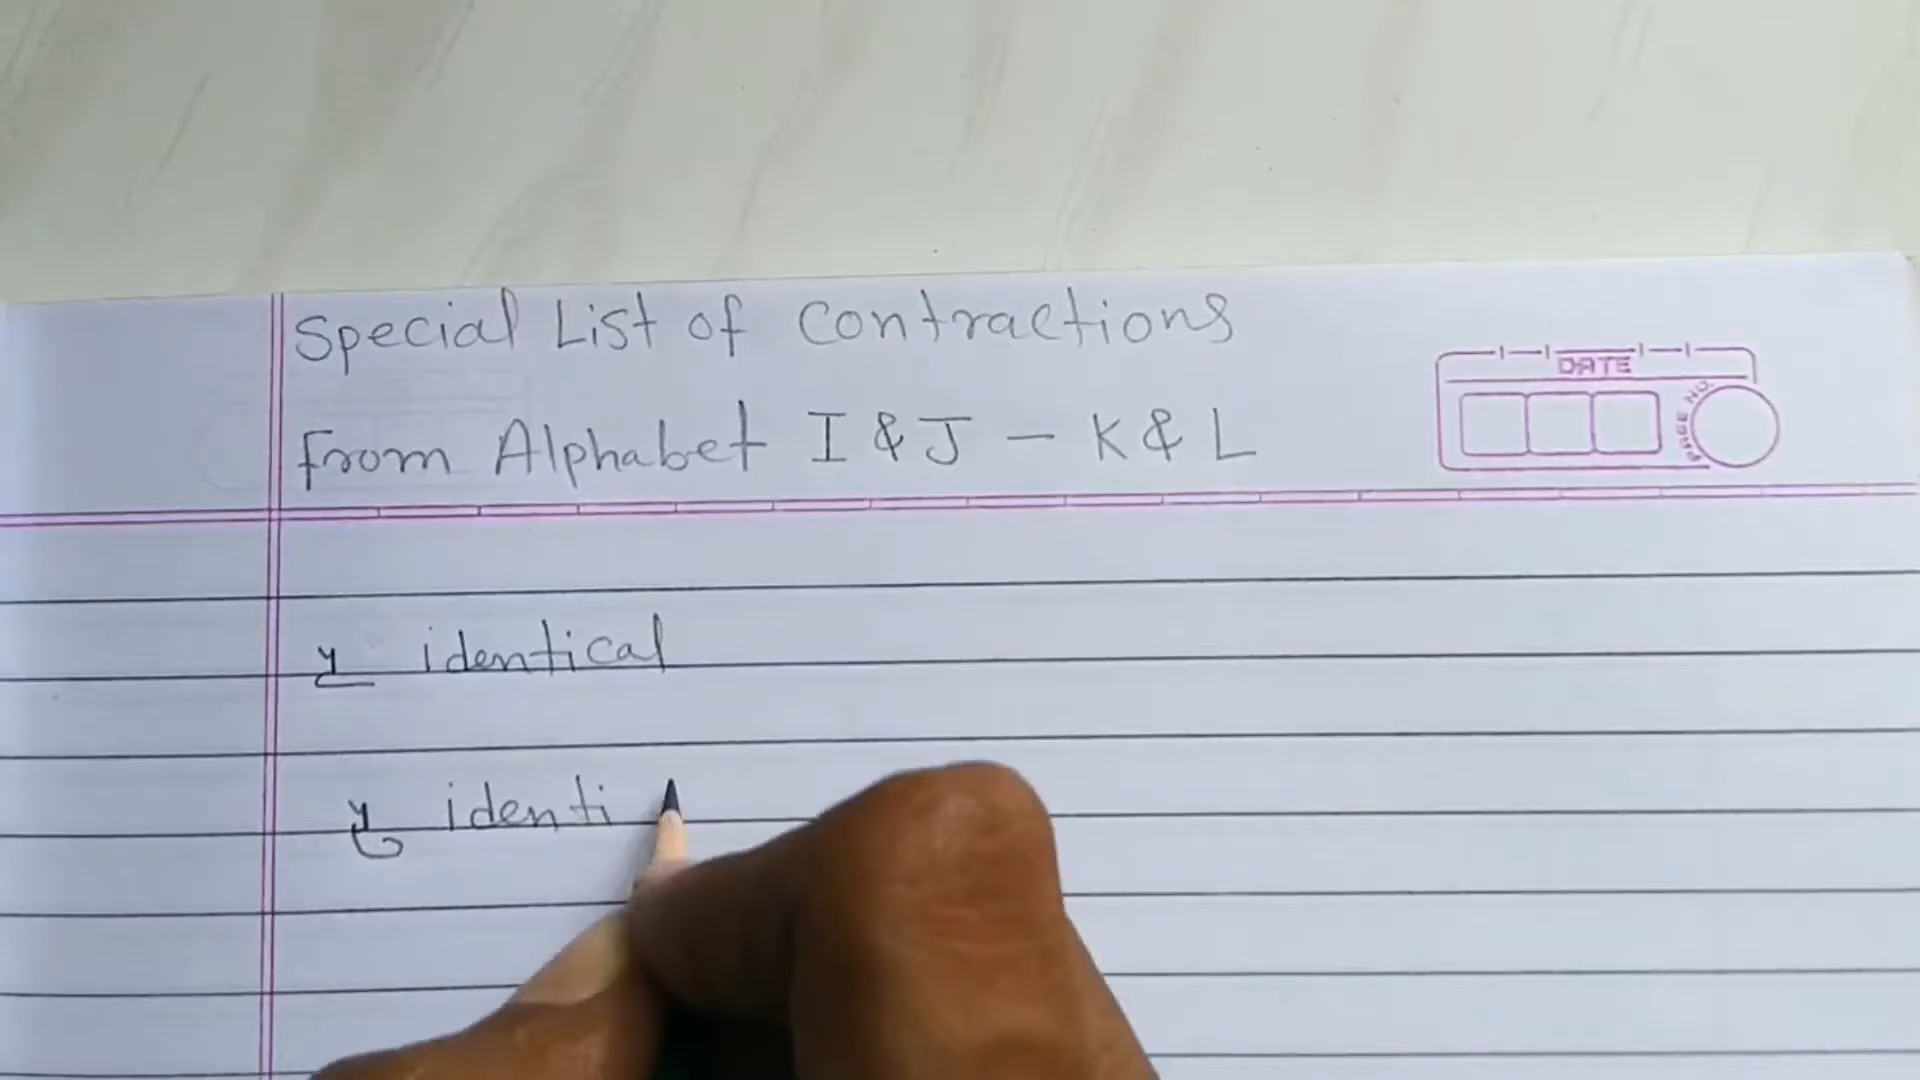 Special List of Contractions
from Alphabet I & J - K & L
DATE
PAGE NO.
identical
identi